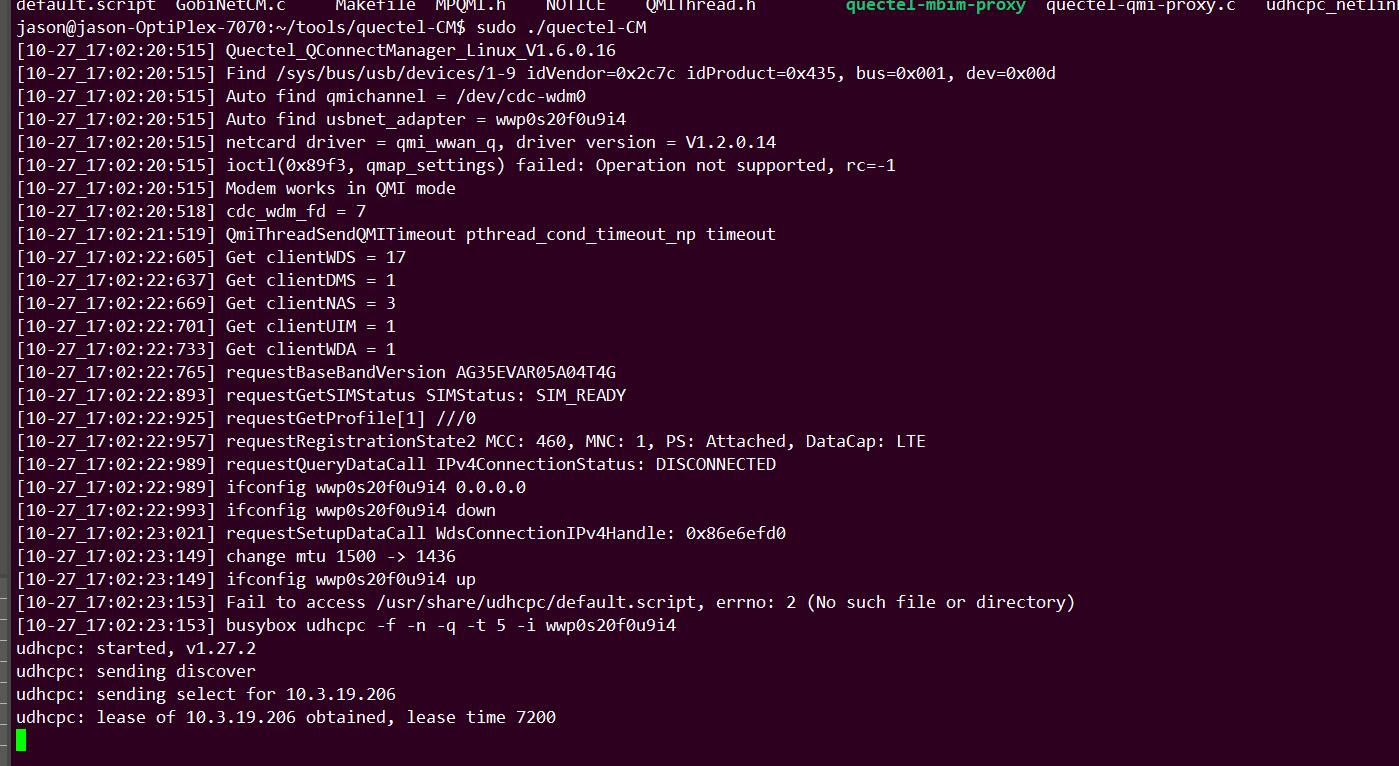 default.script  GobiNetCM.c     Makefile  MPQMI.h    NOTICE    QMIThread.h         quectel-mbim-proxy  quectel-qmi-proxy.c   udhcpc_netlin
jason@jason-OptiPlex-7070:~/tools/quectel-CM$ sudo ./quectel-CM
[10-27_17:02:20:515] Quectel_QConnectManager_Linux_V1.6.0.16
[10-27_17:02:20:515] Find /sys/bus/usb/devices/1-9 idVendor=0x2c7c idProduct=0x435, bus=0x001, dev=0x00d
[10-27_17:02:20:515] Auto find qmichannel = /dev/cdc-wdm0
[10-27_17:02:20:515] Auto find usbnet_adapter = wwp0s20f0u9i4
[10-27_17:02:20:515] netcard driver = qmi_wwan_q, driver version = V1.2.0.14
[10-27_17:02:20:515] ioctl(0x89f3, qmap_settings) failed: Operation not supported, rc=-1
[10-27_17:02:20:515] Modem works in QMI mode
[10-27_17:02:20:518] cdc_wdm_fd = 7
[10-27_17:02:21:519] QmiThreadSendQMITimeout pthread_cond_timeout_np timeout
[10-27_17:02:22:605] Get clientWDS = 17
[10-27_17:02:22:637] Get clientDMS = 1
[10-27_17:02:22:669] Get clientNAS = 3
[10-27_17:02:22:701] Get clientUIM = 1
[10-27_17:02:22:733] Get clientWDA = 1
[10-27_17:02:22:765] requestBaseBandVersion AG35EVAR05A04T4G
[10-27_17:02:22:893] requestGetSIMStatus SIMStatus: SIM_READY
[10-27_17:02:22:925] requestGetProfile[1] ///0
[10-27_17:02:22:957] requestRegistrationState2 MCC: 460, MNC: 1, PS: Attached, DataCap: LTE
[10-27_17:02:22:989] requestQueryDataCall IPv4ConnectionStatus: DISCONNECTED
[10-27_17:02:22:989] ifconfig wwp0s20f0u9i4 0.0.0.0
[10-27_17:02:22:993] ifconfig wwp0s20f0u9i4 down
[10-27_17:02:23:021] requestSetupDataCall WdsConnectionIPv4Handle: 0x86e6efd0
[10-27_17:02:23:149] change mtu 1500 -> 1436
[10-27_17:02:23:149] ifconfig wwp0s20f0u9i4 up
[10-27_17:02:23:153] Fail to access /usr/share/udhcpc/default.script, errno: 2 (No such file or directory)
[10-27_17:02:23:153] busybox udhcpc -f -n -q -t 5 -i wwp0s20f0u9i4
udhcpc: started, v1.27.2
udhcpc: sending discover
udhcpc: sending select for 10.3.19.206
udhcpc: lease of 10.3.19.206 obtained, lease time 7200